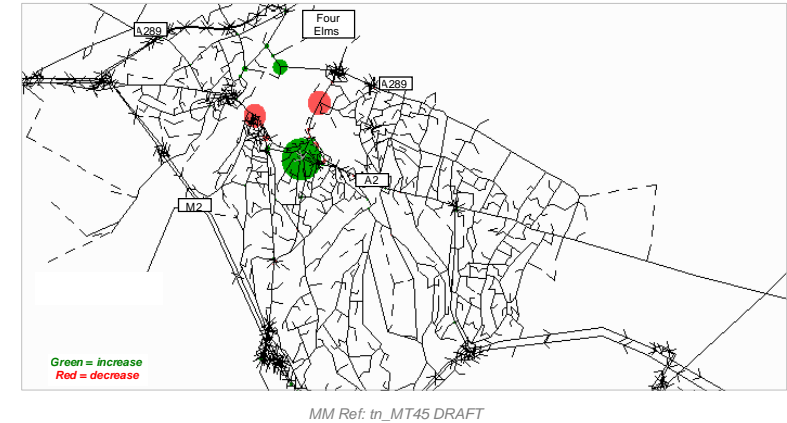 Four
Elms
A289
A289
A2
M2
Green = increase
Red = decrease
MM Ref: tn_MT45 DRAFT